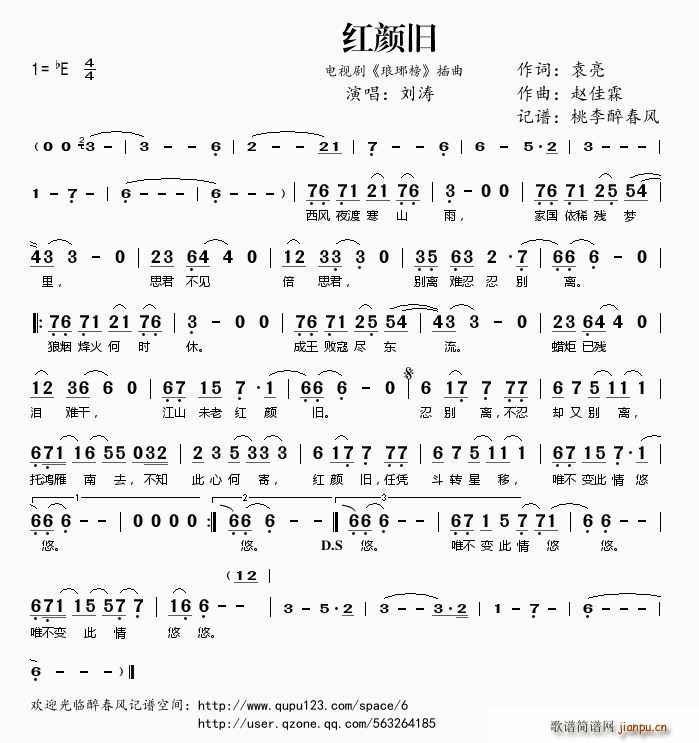 红颜旧
1=♭E 4/4
电视剧《琅琊榜》插曲
作词：袁亮
演唱：刘涛
作曲：赵佳霖
记谱：桃李醉春风
(0 0 2 3 - | 3 - - 6 | 2 - - 21 | 7 - - 6 | 6 - 5·2 | 3 - - - |
1 - 7 - | 6 - - - | 6 - - - ) | 76 71 21 76 | 3 - 0 0 | 76 71 25 54 |
西风 夜渡 寒 山 雨， 家国 依稀 残 梦
43 3 - 0 | 23 64 4 0 | 12 33 3 0 | 35 63 2 · 7 | 66 6 - 0 |
里， 思君 不见 倍 思君， 别离 难忍 忍 别 离。
76 71 21 76 | 3 - 0 0 | 76 71 25 54 | 43 3 - 0 | 23 64 4 0 |
狼烟 烽火 何 时 休。 成王 败寇 尽 东 流。 蜡炬 已残
12 36 6 0 | 67 15 7 · 1 | 66 6 - 0 | 6 17 7 77 | 6 75 11 1 |
泪 难干， 江山 未老 红 颜 旧。 忍 别 离，不忍 却 又 别 离，
671 16 55 032 | 3 23 5 17 7 | 6 17 7 77 | 6 75 11 1 | 67 15 7 · 1 |
托鸿雁 南 去，不知 此 心 何 寄， 红 颜 旧，任凭 斗 转 星 移， 唯不 变此 情 悠
1 2 3
66 6 - - | 0 0 0 0 :| 66 6 - - | 66 6 - - | 67 1 5 7 71 6 6 - - |
悠。 悠。 D.S 悠。 唯不 变 此 情 悠 悠。
(12
671 15 57 7 | 16 6 - - | 3 - 5·2 | 3 - - 3·2 | 1 - 7 - | 6 - - - |
唯不变 此 情 悠 悠。
6 - - - )
欢迎光临醉春风记谱空间：http://www.qupu123.com/space/6
http://user.qzone.qq.com/563264185
歌谱简谱网
jianpu.cn